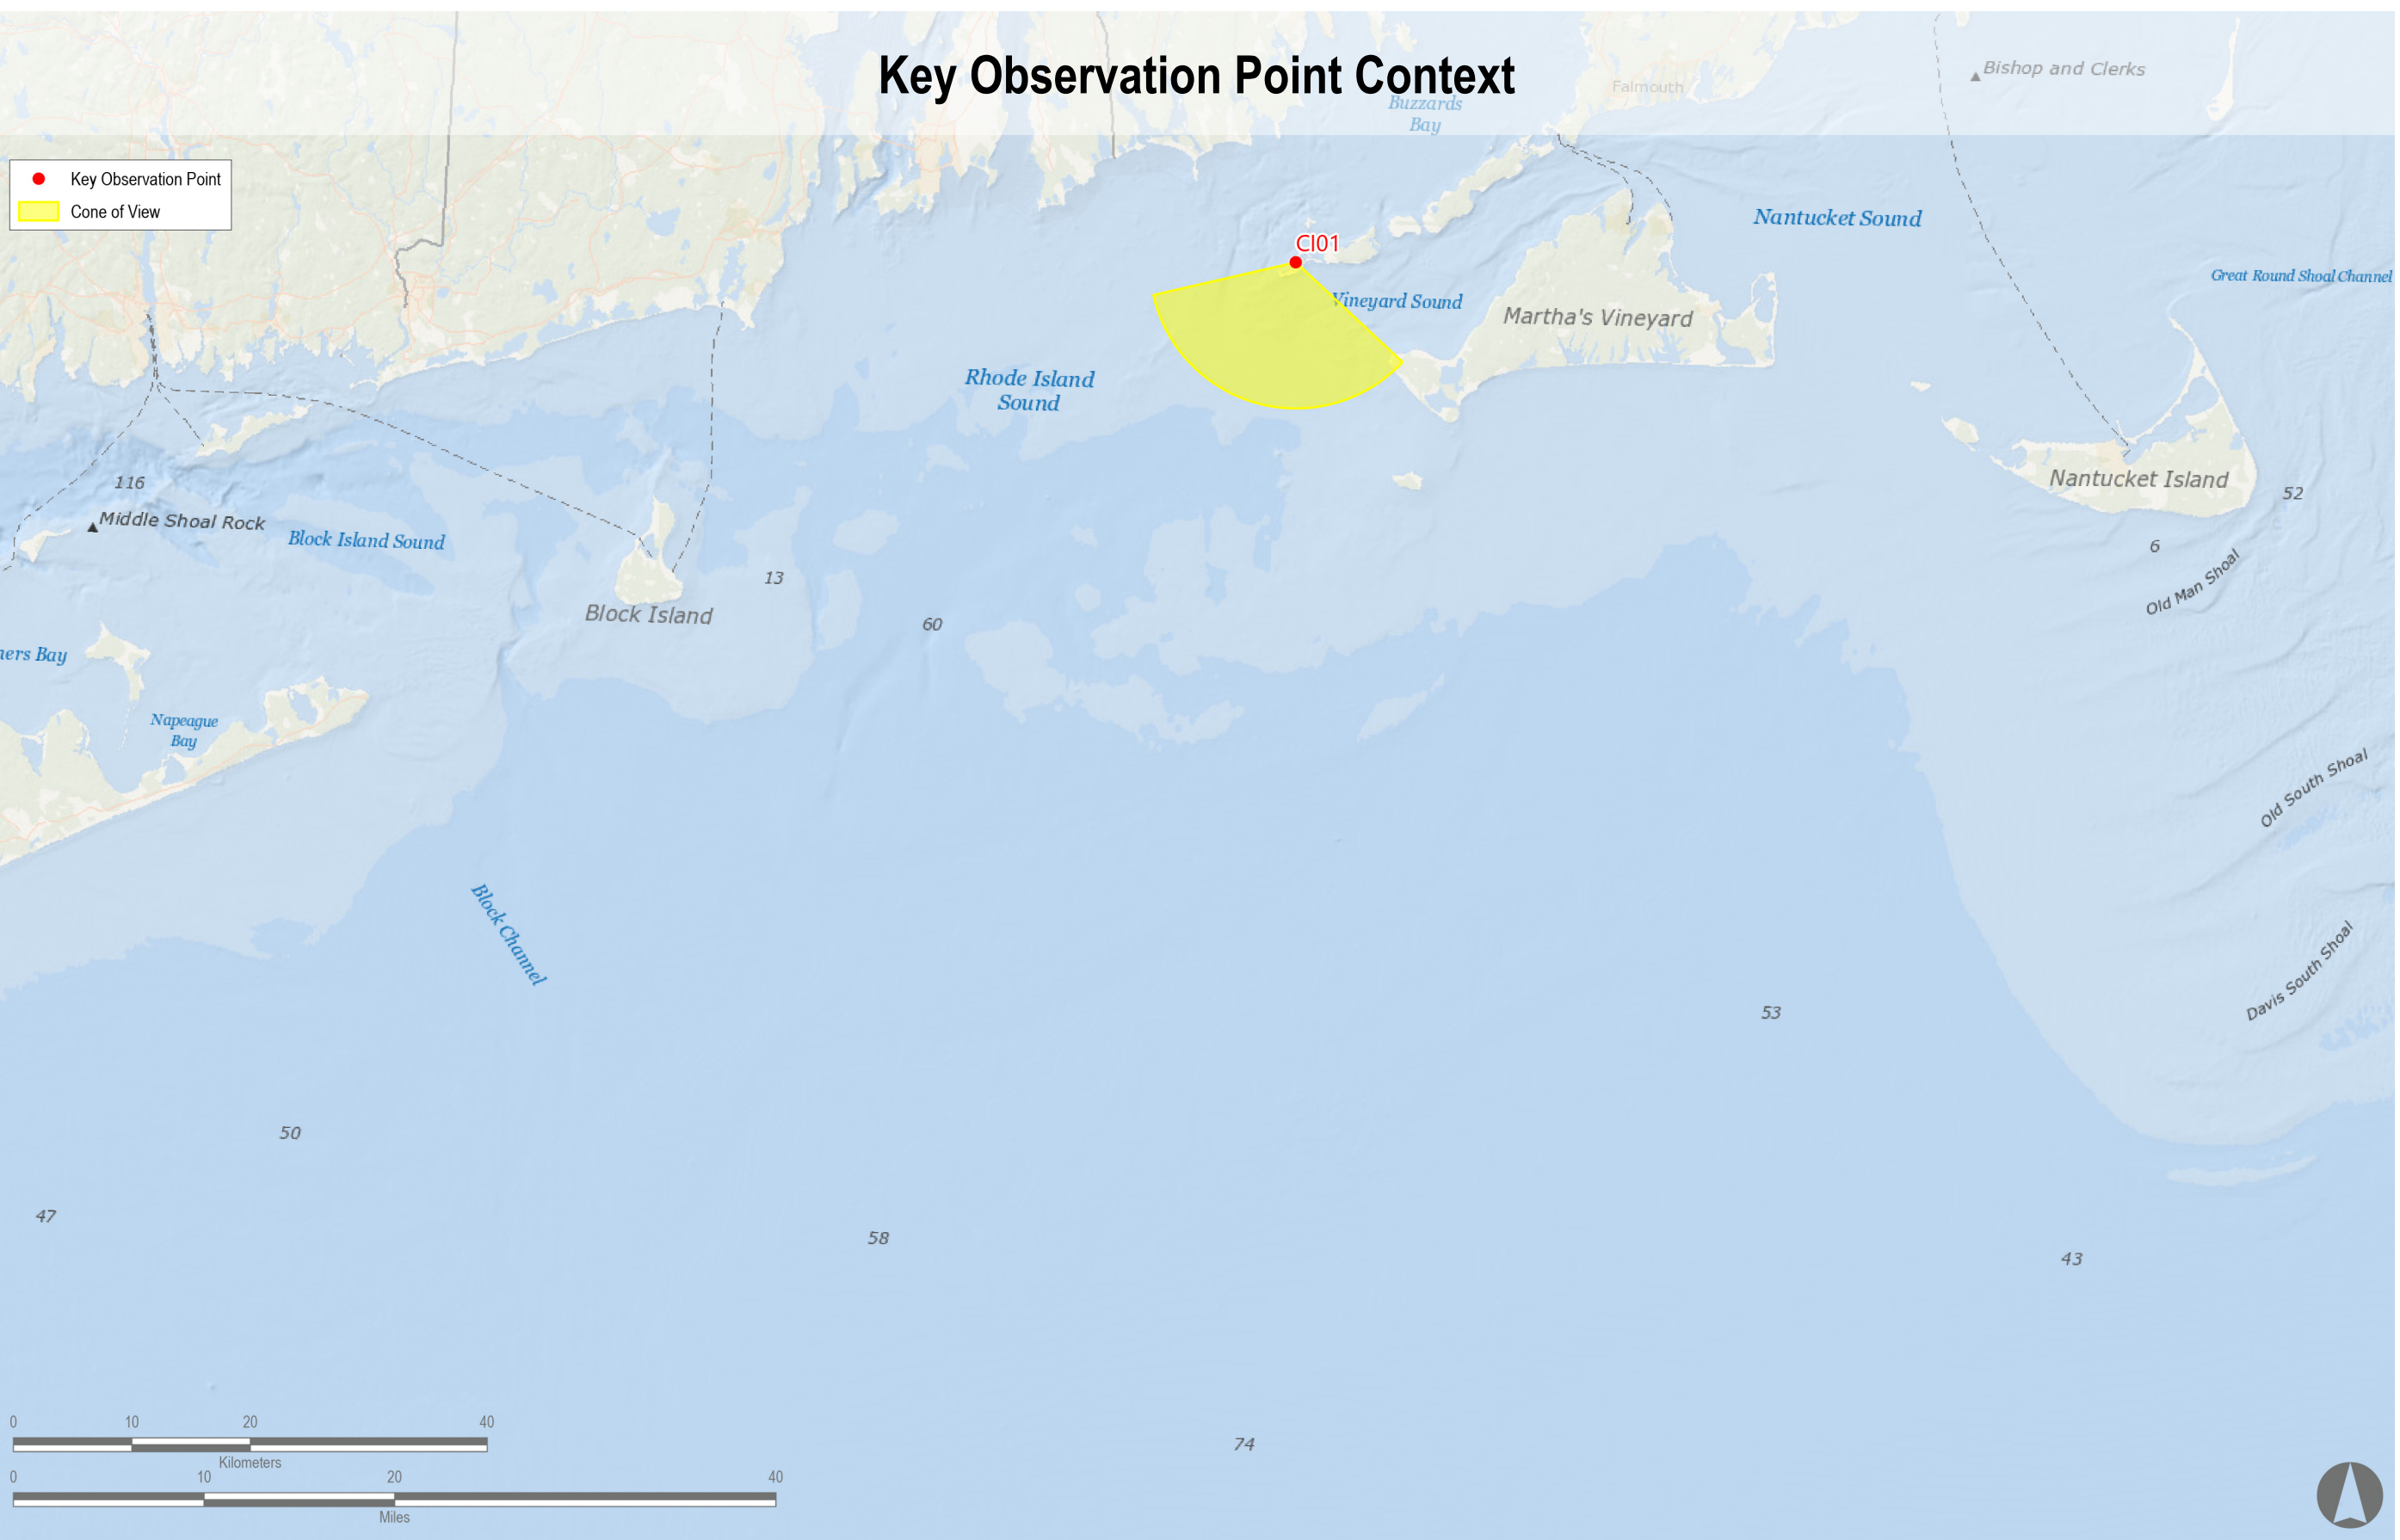 Key Observation Point Context
Bishop and Clerks
Falmouth
Buzzards
Bay
Key Observation Point
Cone of View
Nantucket Sound
CI01
Great Round Shoal Channel
Vineyard Sound
Martha's Vineyard
Rhode Island
Sound
116
Middle Shoal Rock
Block Island Sound
Nantucket Island
52
6
Old Man Shoal
13
Block Island
60
ners Bay
Napeague
Bay
Old South Shoal
Block Channel
Davis South Shoal
53
50
47
58
43
74
0 10 20 40
Kilometers
0 10 20 40
Miles